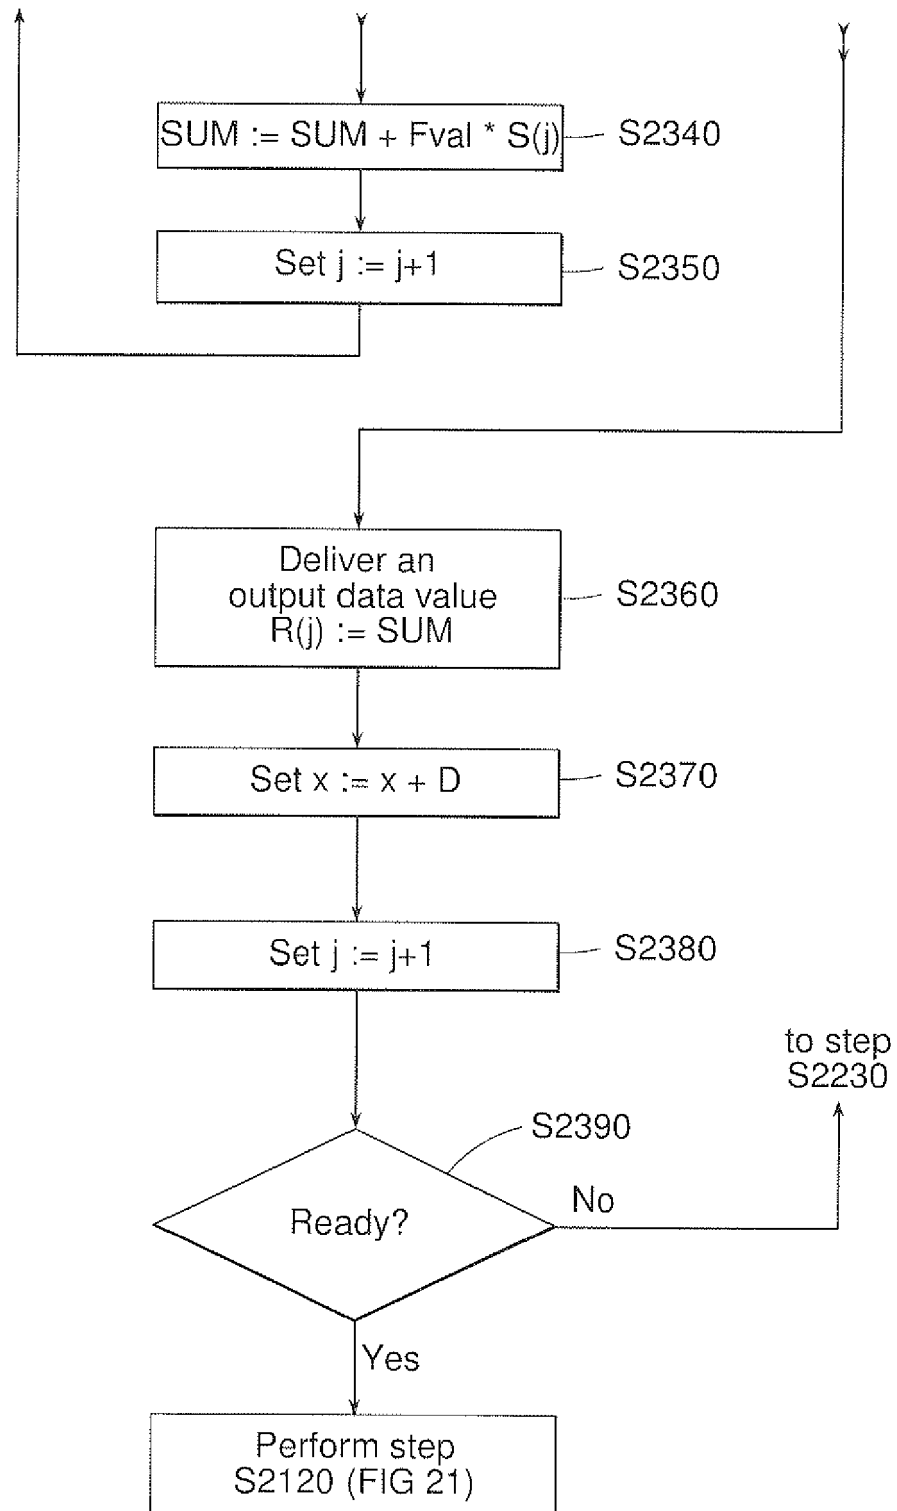 SUM := SUM + Fval * S(j)
S2340
Set j := j+1
S2350
Deliver an
output data value
R(j) := SUM
S2360
Set x := x + D
S2370
Set j := j+1
S2380
to step
S2230
S2390
Ready?
No
Yes
Perform step
S2120 (FIG 21)